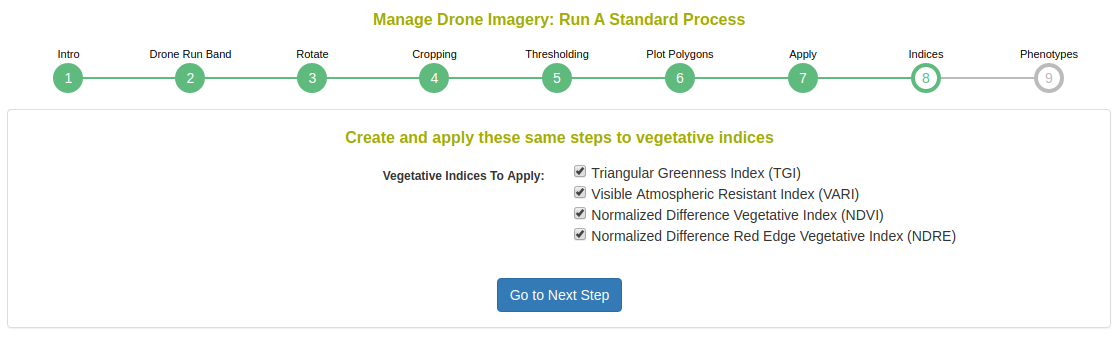 Manage Drone Imagery: Run A Standard Process
Intro Drone Run Band Rotate Cropping Thresholding Plot Polygons Apply Indices Phenotypes
1 2 3 4 5 6 7 8 9
Create and apply these same steps to vegetative indices
Vegetative Indices To Apply: Triangular Greenness Index (TGI)
Visible Atmospheric Resistant Index (VARI)
Normalized Difference Vegetative Index (NDVI)
Normalized Difference Red Edge Vegetative Index (NDRE)
Go to Next Step